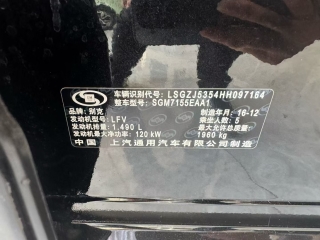 车辆识别代号: LSGZJ5354HH097154
整车型号: SGM7155EAA1
品牌: 别克 制造年月: 16-12
发动机型号: LFV 乘坐人数: 5
发动机排量: 1.490 L 最大允许总质量:
发动机最大净功率: 120 kW 1960 kg
中国 上汽通用汽车有限公司制造